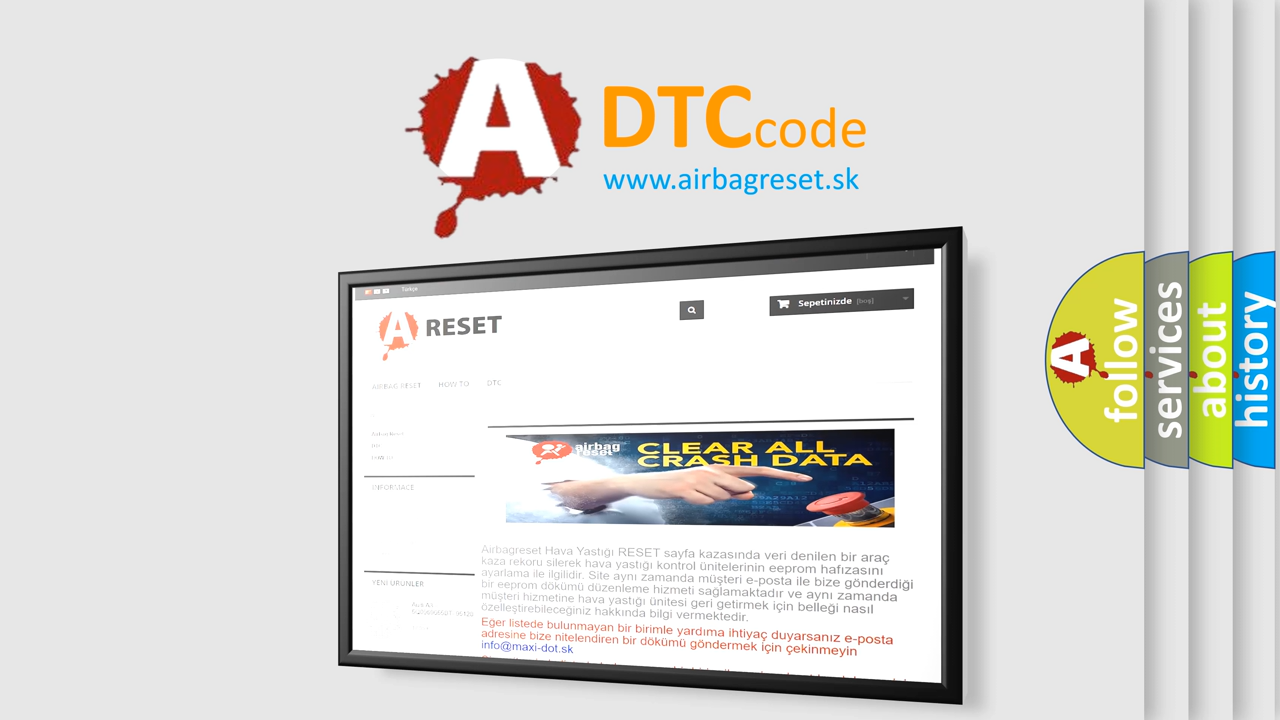 A DTCcode
www.airbagreset.sk
Türkçe
A RESET
Sepetinizde (boş)
AIRBAG RESET HOW TO DTC
YENI ÜRÜNLER
airbag
reset
CLEAR ALL
CRASH DATA
Airbagreset Hava Yastığı RESET sayfa kazasında veri denilen bir araç
kaza rekoru silerek hava yastığı kontrol ünitelerinin eeprom hafızasını
ayarlama ile ilgilidir. Site aynı zamanda müşteri e-posta ile bize gönderdiği
bir eeprom dökümü düzenleme hizmeti sağlamaktadır ve aynı zamanda
müşteri hizmetine hava yastığı ünitesi geri getirmek için belleği nasıl
özelleştirebileceğiniz hakkında bilgi vermektedir.
Eğer listede bulunmayan bir birimle yardıma ihtiyaç duyarsanız e-posta
adresine bize nitelendiren bir dökümü göndermek için çekinmeyin
info@maxi-dot.sk
A follow
services
about
history